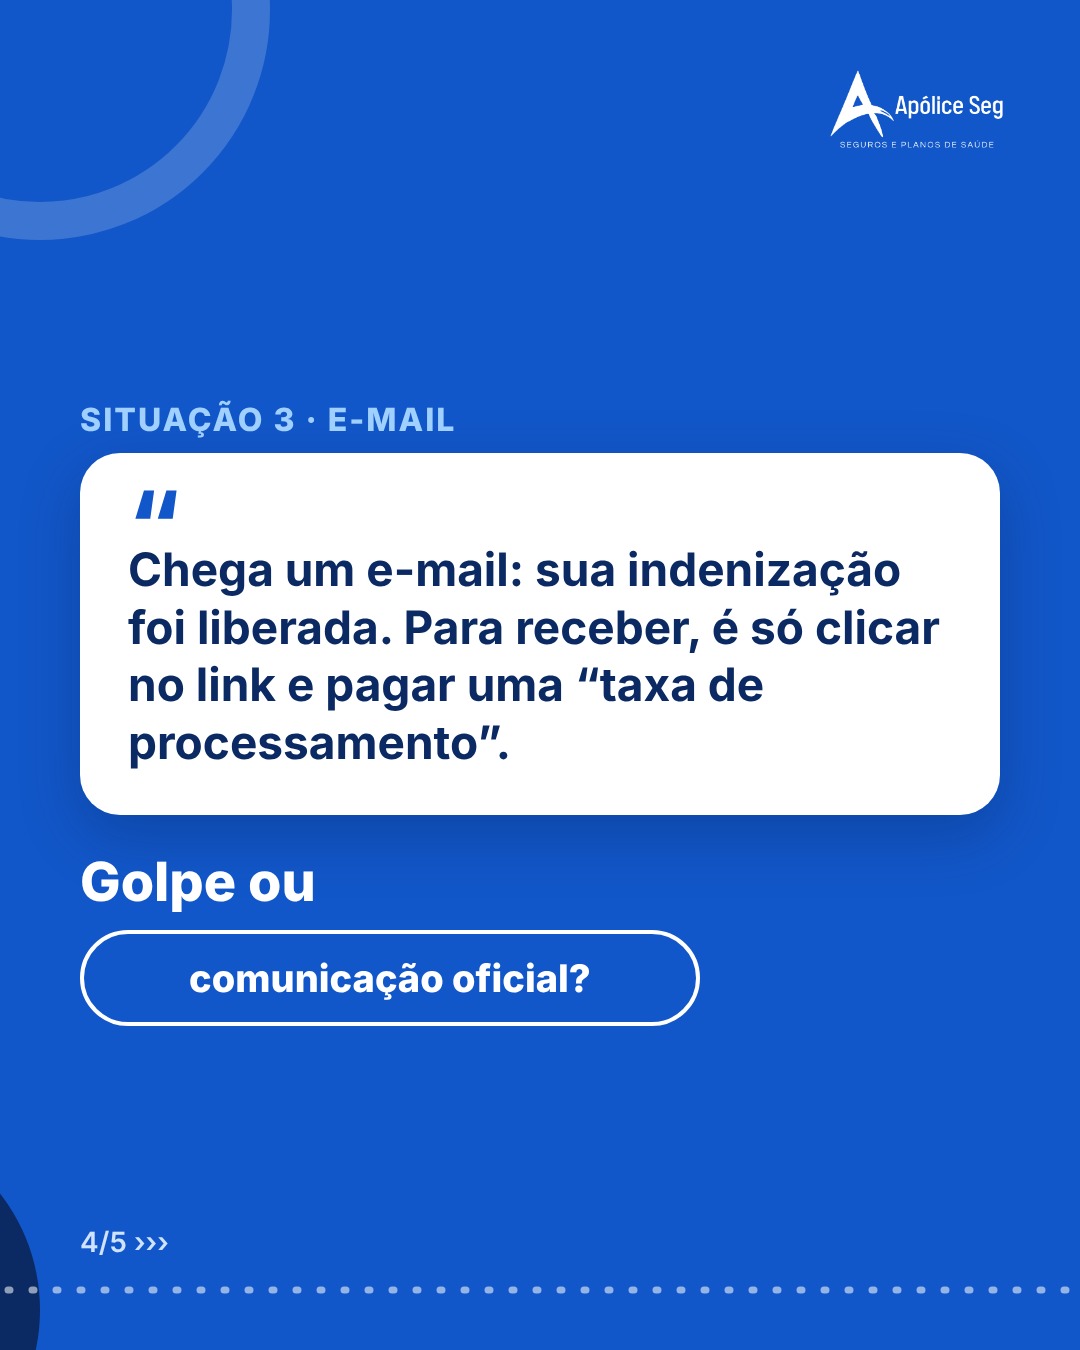 Apólice Seg
SEGUROS E PLANOS DE SAÚDE
SITUAÇÃO 3 · E-MAIL
“
Chega um e-mail: sua indenização
foi liberada. Para receber, é só clicar
no link e pagar uma “taxa de
processamento”.
Golpe ou
comunicação oficial?
4/5 ›››